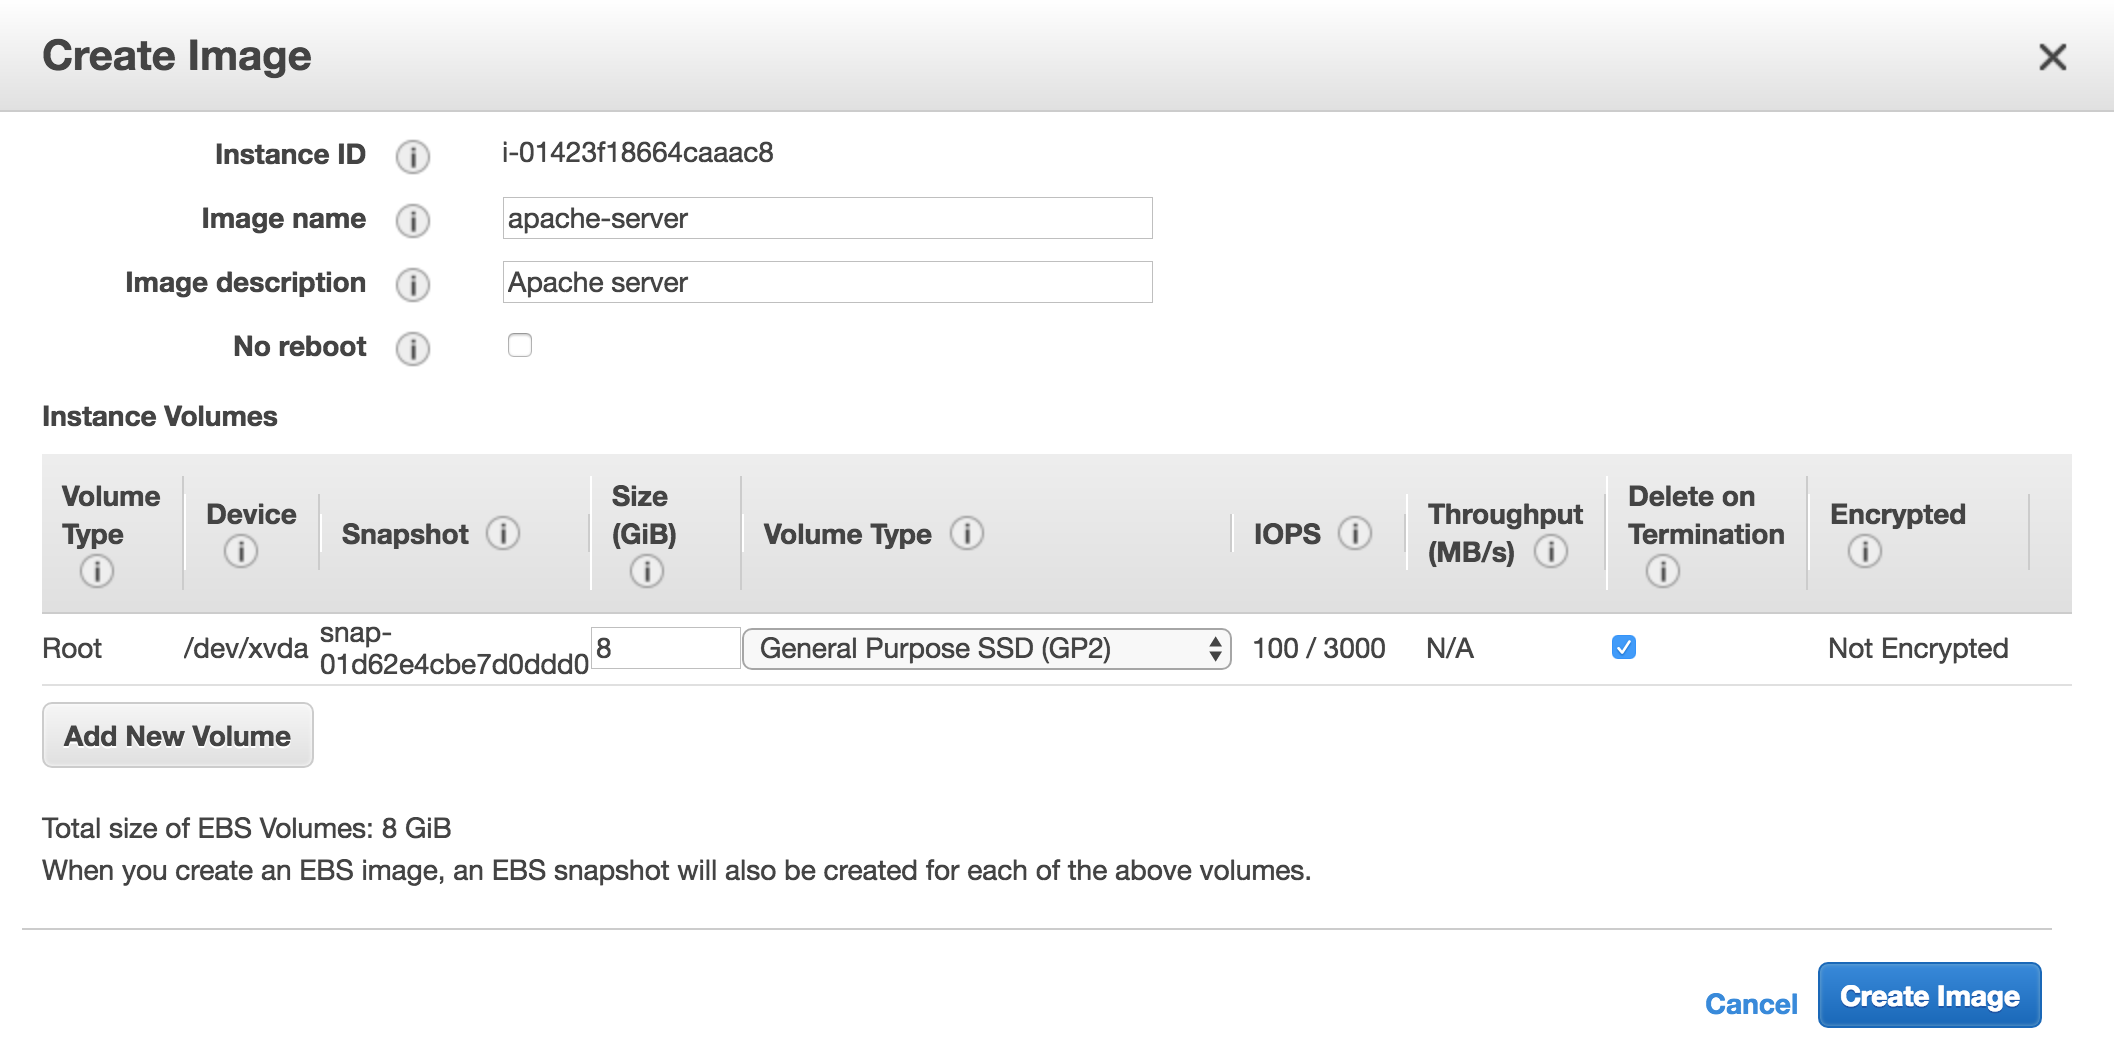 Create Image
Instance ID i-01423f18664caaac8
Image name apache-server
Image description Apache server
No reboot
Instance Volumes
Volume Type Device Snapshot Size (GiB) Volume Type IOPS Throughput (MB/s) Delete on Termination Encrypted
Root /dev/xvda snap-01d62e4cbe7d0ddd0 8 General Purpose SSD (GP2) 100 / 3000 N/A Not Encrypted
Add New Volume
Total size of EBS Volumes: 8 GiB
When you create an EBS image, an EBS snapshot will also be created for each of the above volumes.
Cancel Create Image